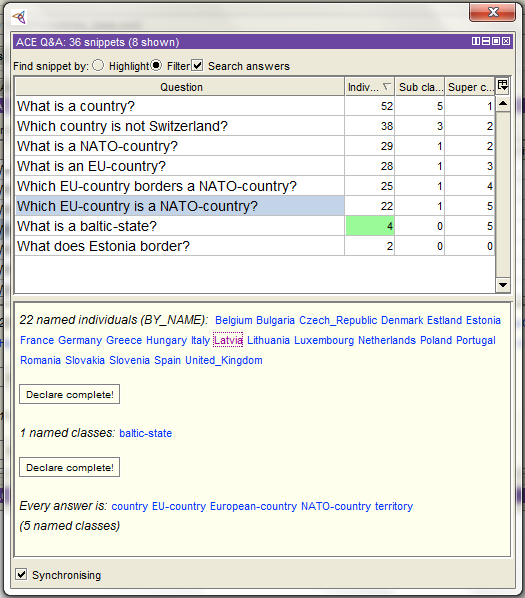 ACE Q&A: 36 snippets (8 shown)
Find snippet by: Highlight Filter Search answers
Question Indiv... Sub cla... Super c...
What is a country? 52 5 1
Which country is not Switzerland? 38 3 2
What is a NATO-country? 29 1 2
What is an EU-country? 28 1 3
Which EU-country borders a NATO-country? 25 1 4
Which EU-country is a NATO-country? 22 1 5
What is a baltic-state? 4 0 5
What does Estonia border? 2 0 0
22 named individuals (BY_NAME): Belgium Bulgaria Czech_Republic Denmark Estland Estonia
France Germany Greece Hungary Italy Latvia Lithuania Luxembourg Netherlands Poland Portugal
Romania Slovakia Slovenia Spain United_Kingdom
Declare complete!
1 named classes: baltic-state
Declare complete!
Every answer is: country EU-country European-country NATO-country territory
(5 named classes)
Synchronising